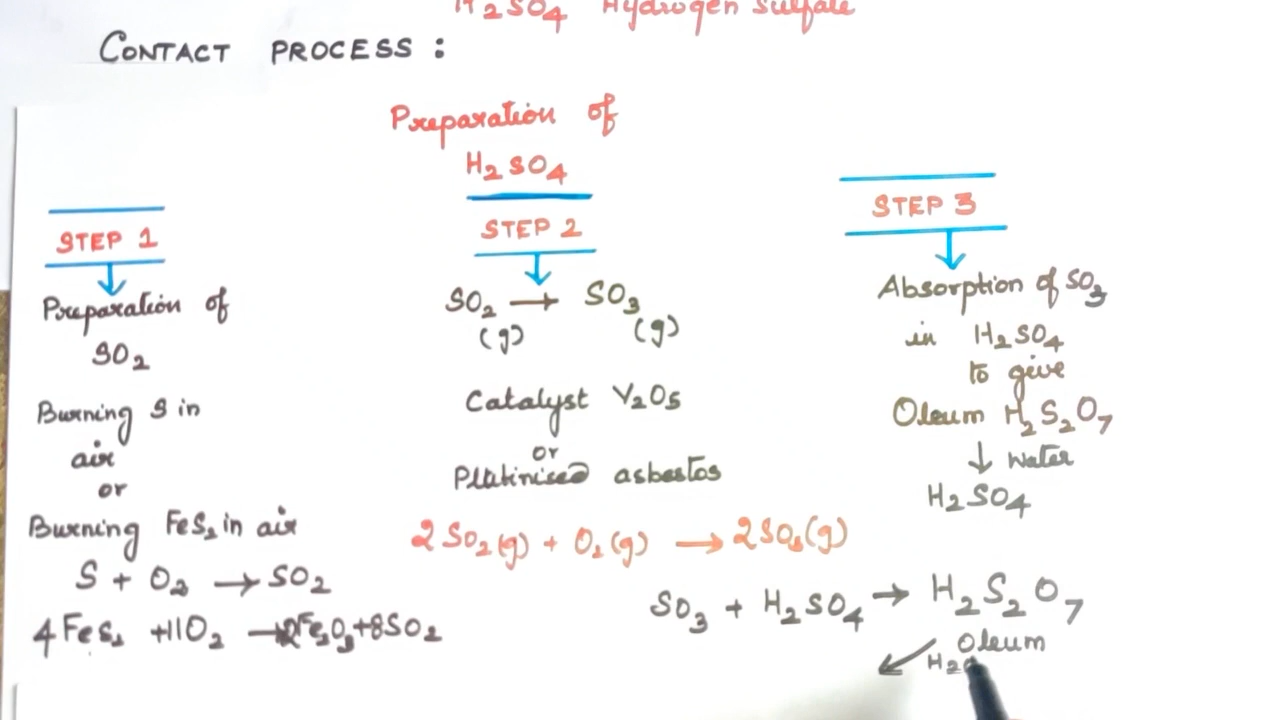 H2SO4 Hydrogen Sulfate
CONTACT PROCESS :
Preparation of
H2SO4
STEP 1
Preparation of
SO2
Burning S in
air
or
Burning FeS2 in air
S + O2 → SO2
4FeS2 + 11O2 → 2Fe2O3 + 8SO2
STEP 2
SO2 → SO3
(g) (g)
Catalyst V2O5
or
Platinised asbestos
2SO2(g) + O2(g) → 2SO3(g)
STEP 3
Absorption of SO3
in H2SO4
to give
Oleum H2S2O7
↓ Water
H2SO4
SO3 + H2SO4 → H2S2O7
Oleum
H2O